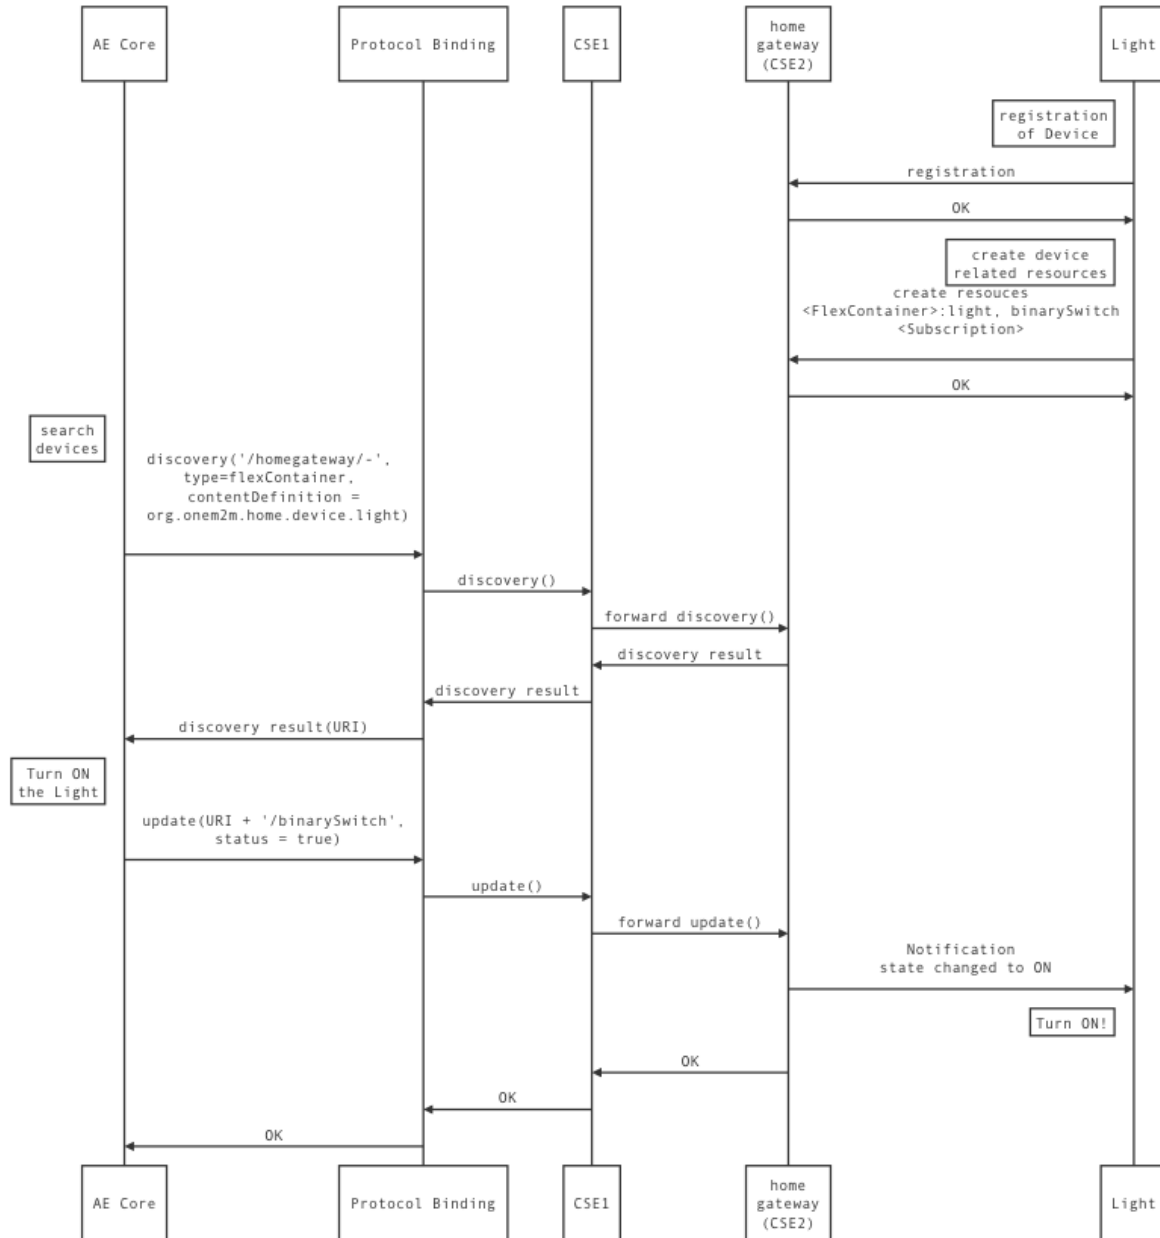 AE Core
Protocol Binding
CSE1
home
gateway
(CSE2)
Light
registration
of Device
registration
OK
create device
related resources
create resouces
<FlexContainer>:light, binarySwitch
<Subscription>
OK
search
devices
discovery('/homegateway/-',
type=flexContainer,
contentDefinition =
org.onem2m.home.device.light)
discovery()
forward discovery()
discovery result
discovery result
discovery result(URI)
Turn ON
the Light
update(URI + '/binarySwitch',
status = true)
update()
forward update()
Notification
state changed to ON
Turn ON!
OK
OK
OK
AE Core
Protocol Binding
CSE1
home
gateway
(CSE2)
Light